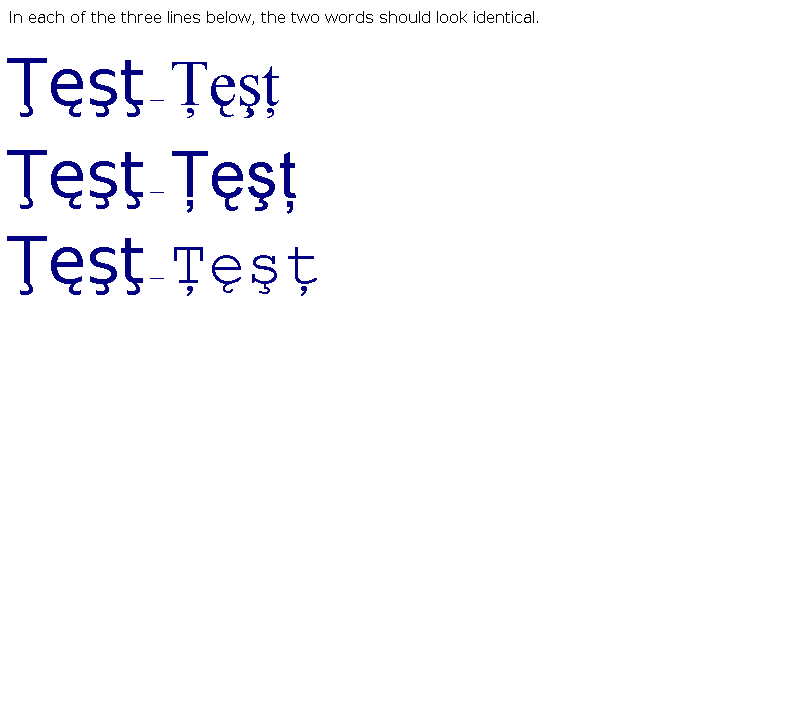 In each of the three lines below, the two words should look identical.
Ţęşţ – Ţęşţ
Ţęşţ – Ţęşţ
Ţęşţ – Ţęşţ